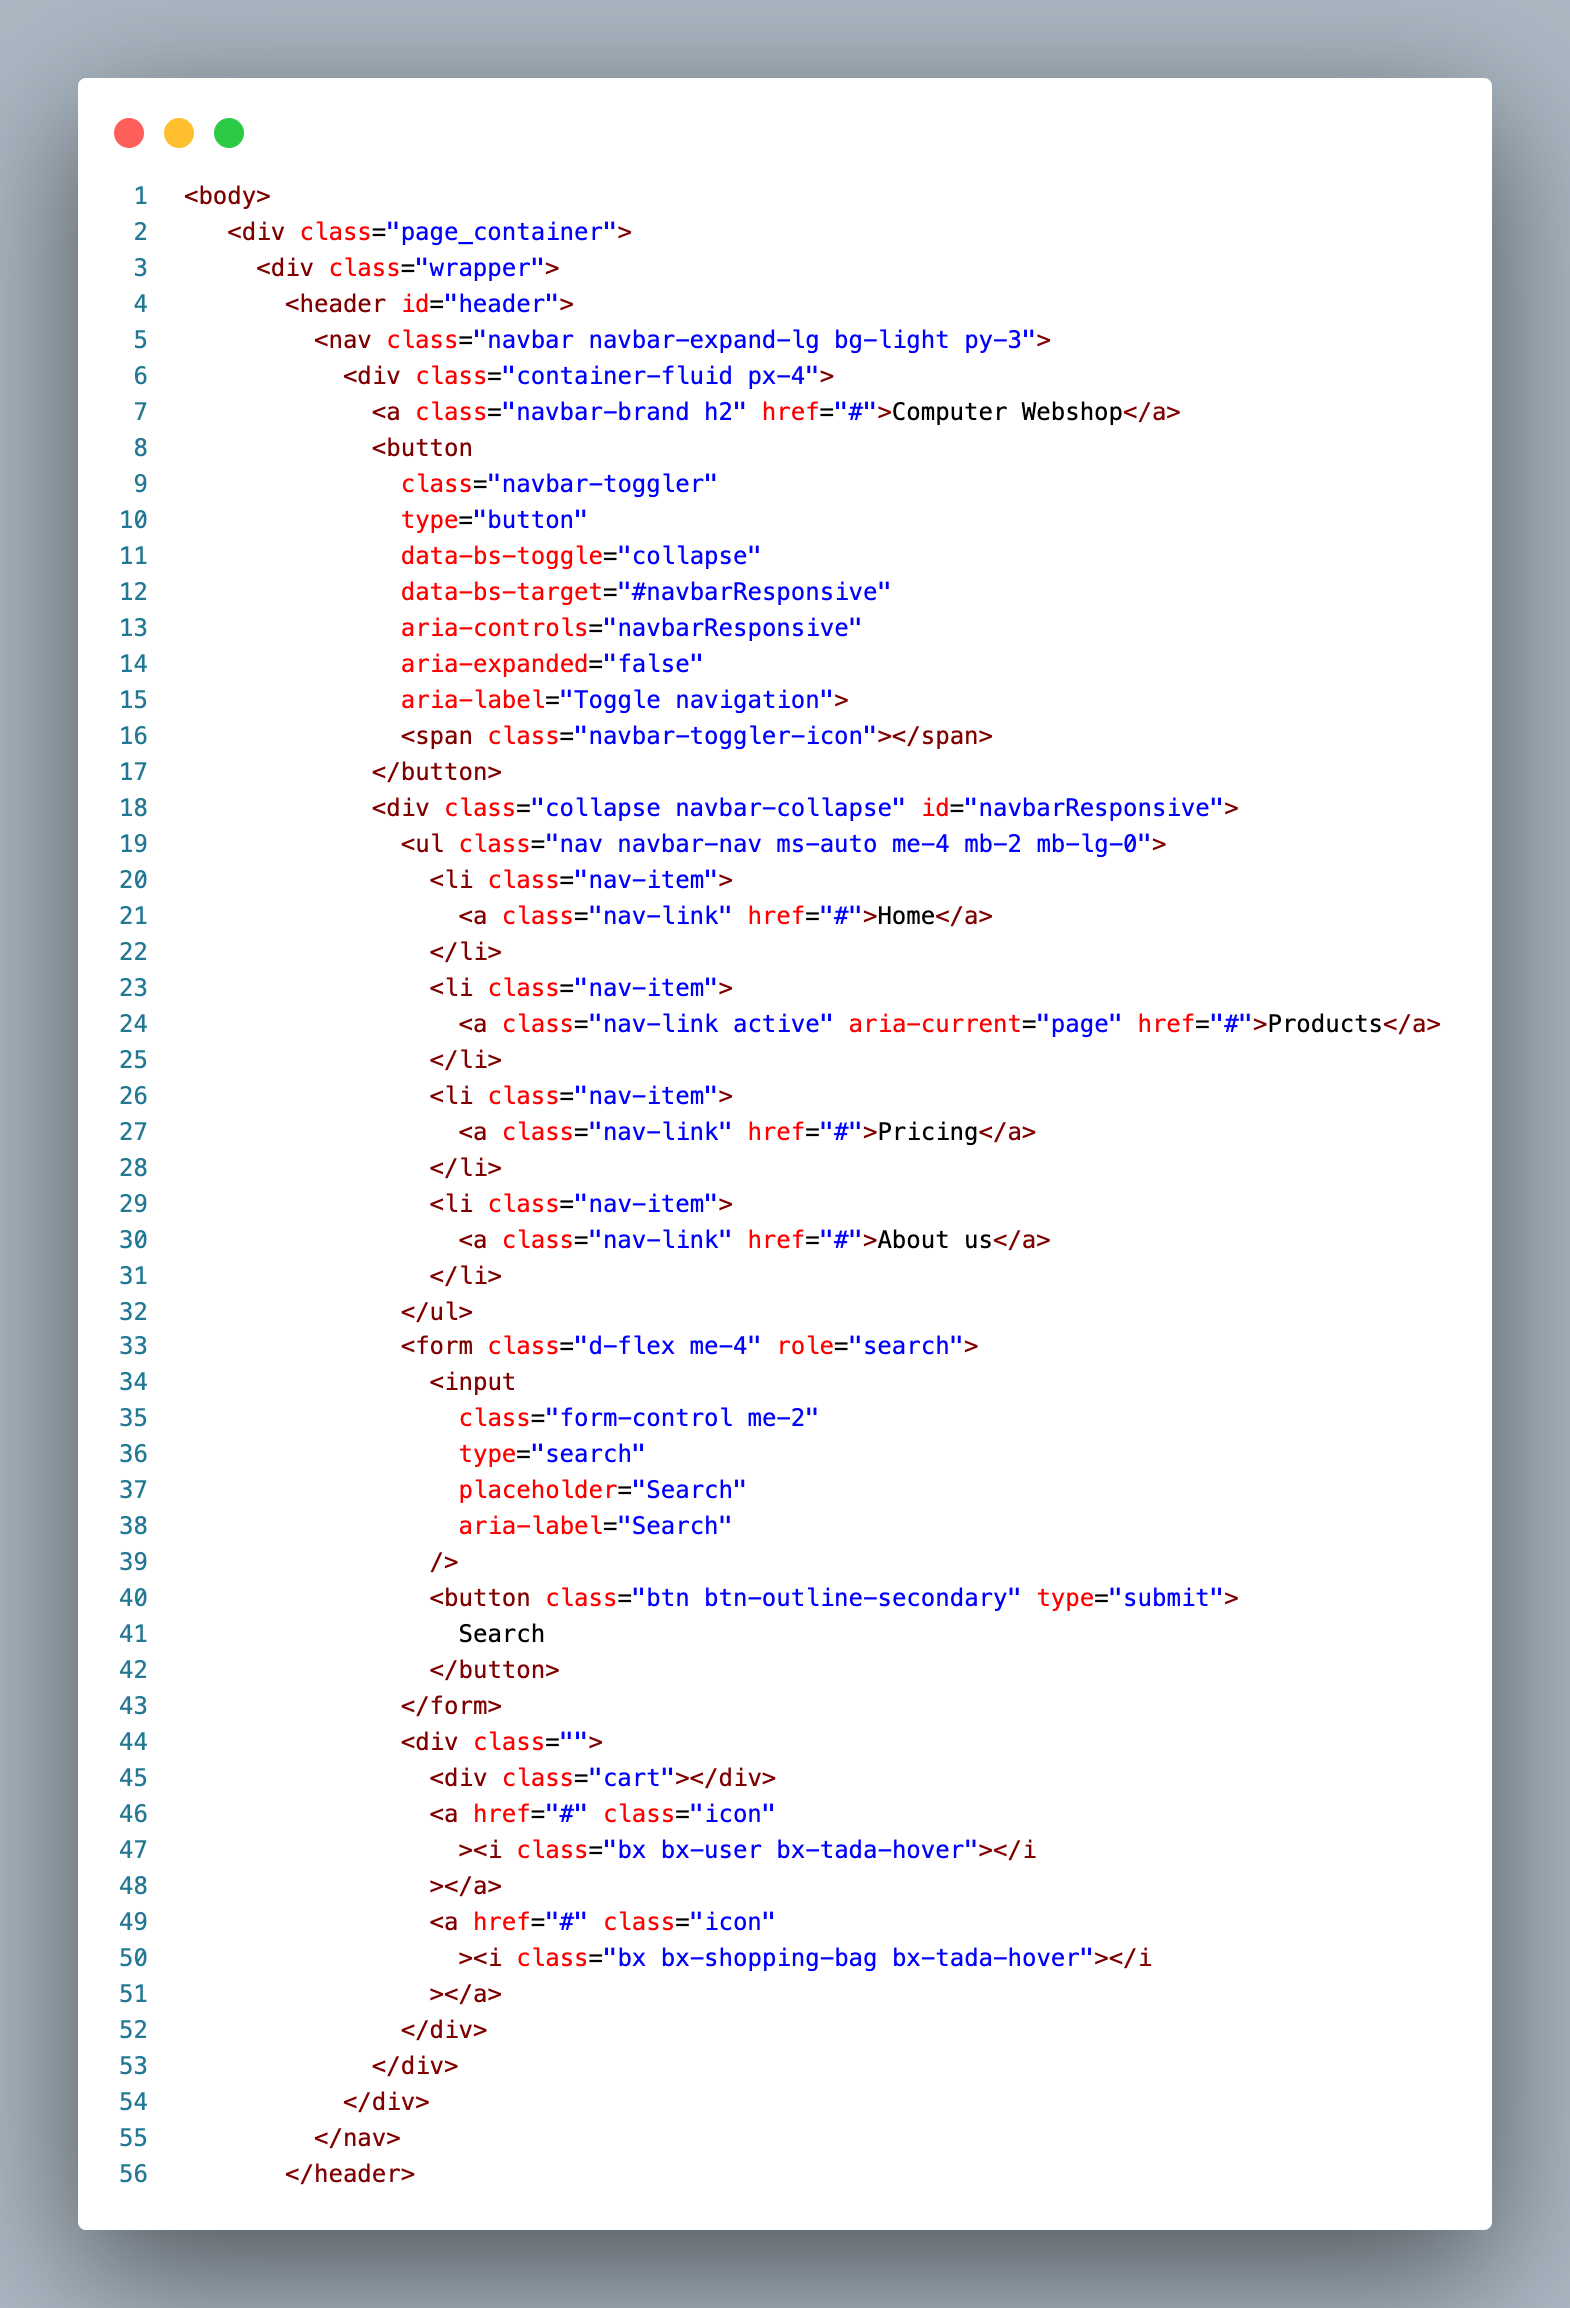 1 <body>
2 <div class="page_container">
3 <div class="wrapper">
4 <header id="header">
5 <nav class="navbar navbar-expand-lg bg-light py-3">
6 <div class="container-fluid px-4">
7 <a class="navbar-brand h2" href="#">Computer Webshop</a>
8 <button
9 class="navbar-toggler"
10 type="button"
11 data-bs-toggle="collapse"
12 data-bs-target="#navbarResponsive"
13 aria-controls="navbarResponsive"
14 aria-expanded="false"
15 aria-label="Toggle navigation">
16 <span class="navbar-toggler-icon"></span>
17 </button>
18 <div class="collapse navbar-collapse" id="navbarResponsive">
19 <ul class="nav navbar-nav ms-auto me-4 mb-2 mb-lg-0">
20 <li class="nav-item">
21 <a class="nav-link" href="#">Home</a>
22 </li>
23 <li class="nav-item">
24 <a class="nav-link active" aria-current="page" href="#">Products</a>
25 </li>
26 <li class="nav-item">
27 <a class="nav-link" href="#">Pricing</a>
28 </li>
29 <li class="nav-item">
30 <a class="nav-link" href="#">About us</a>
31 </li>
32 </ul>
33 <form class="d-flex me-4" role="search">
34 <input
35 class="form-control me-2"
36 type="search"
37 placeholder="Search"
38 aria-label="Search"
39 />
40 <button class="btn btn-outline-secondary" type="submit">
41 Search
42 </button>
43 </form>
44 <div class="">
45 <div class="cart"></div>
46 <a href="#" class="icon"
47 ><i class="bx bx-user bx-tada-hover"></i
48 ></a>
49 <a href="#" class="icon"
50 ><i class="bx bx-shopping-bag bx-tada-hover"></i
51 ></a>
52 </div>
53 </div>
54 </div>
55 </nav>
56 </header>